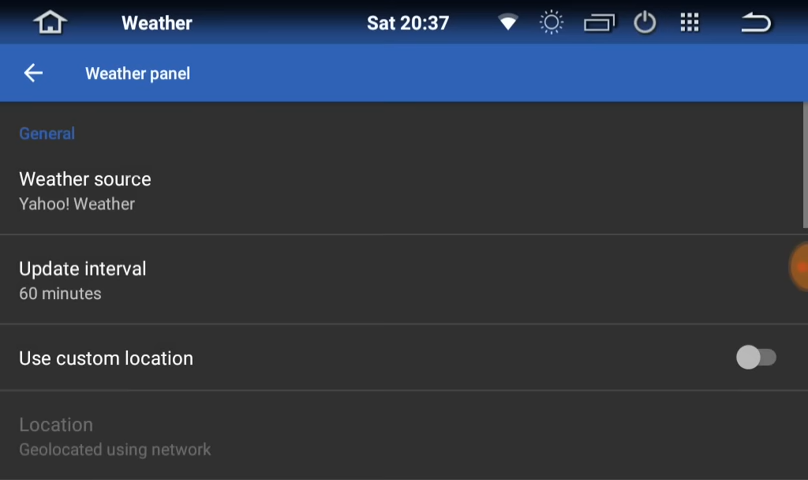 Weather
Sat 20:37
Weather panel
General
Weather source
Yahoo! Weather
Update interval
60 minutes
Use custom location
Location
Geolocated using network